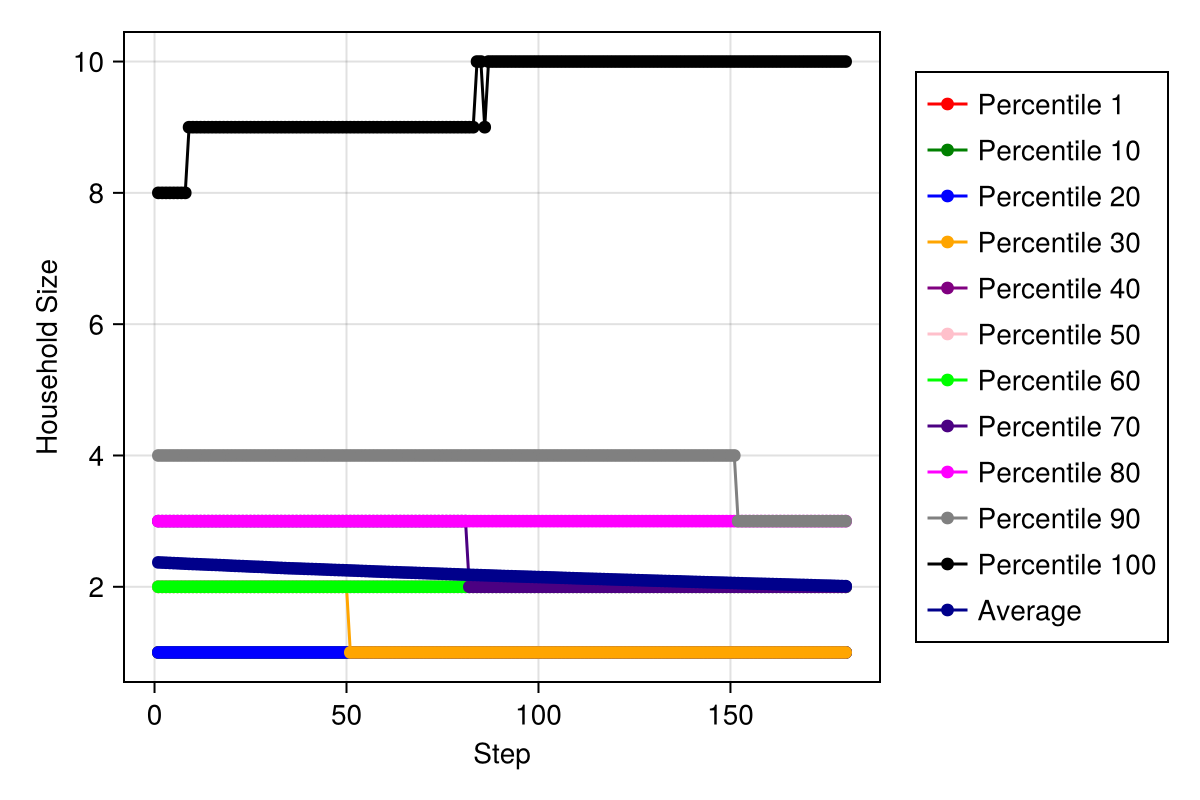 10
8
6
4
2
Household Size
0
50
100
150
Step
Percentile 1
Percentile 10
Percentile 20
Percentile 30
Percentile 40
Percentile 50
Percentile 60
Percentile 70
Percentile 80
Percentile 90
Percentile 100
Average